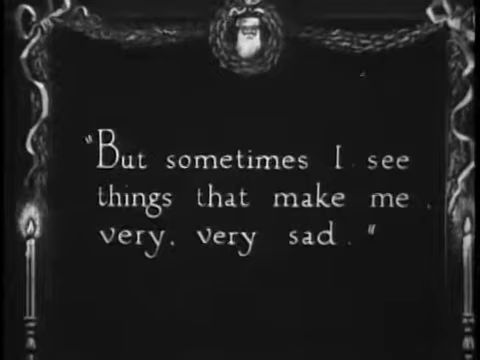 "But sometimes I see
things that make me
very, very sad."